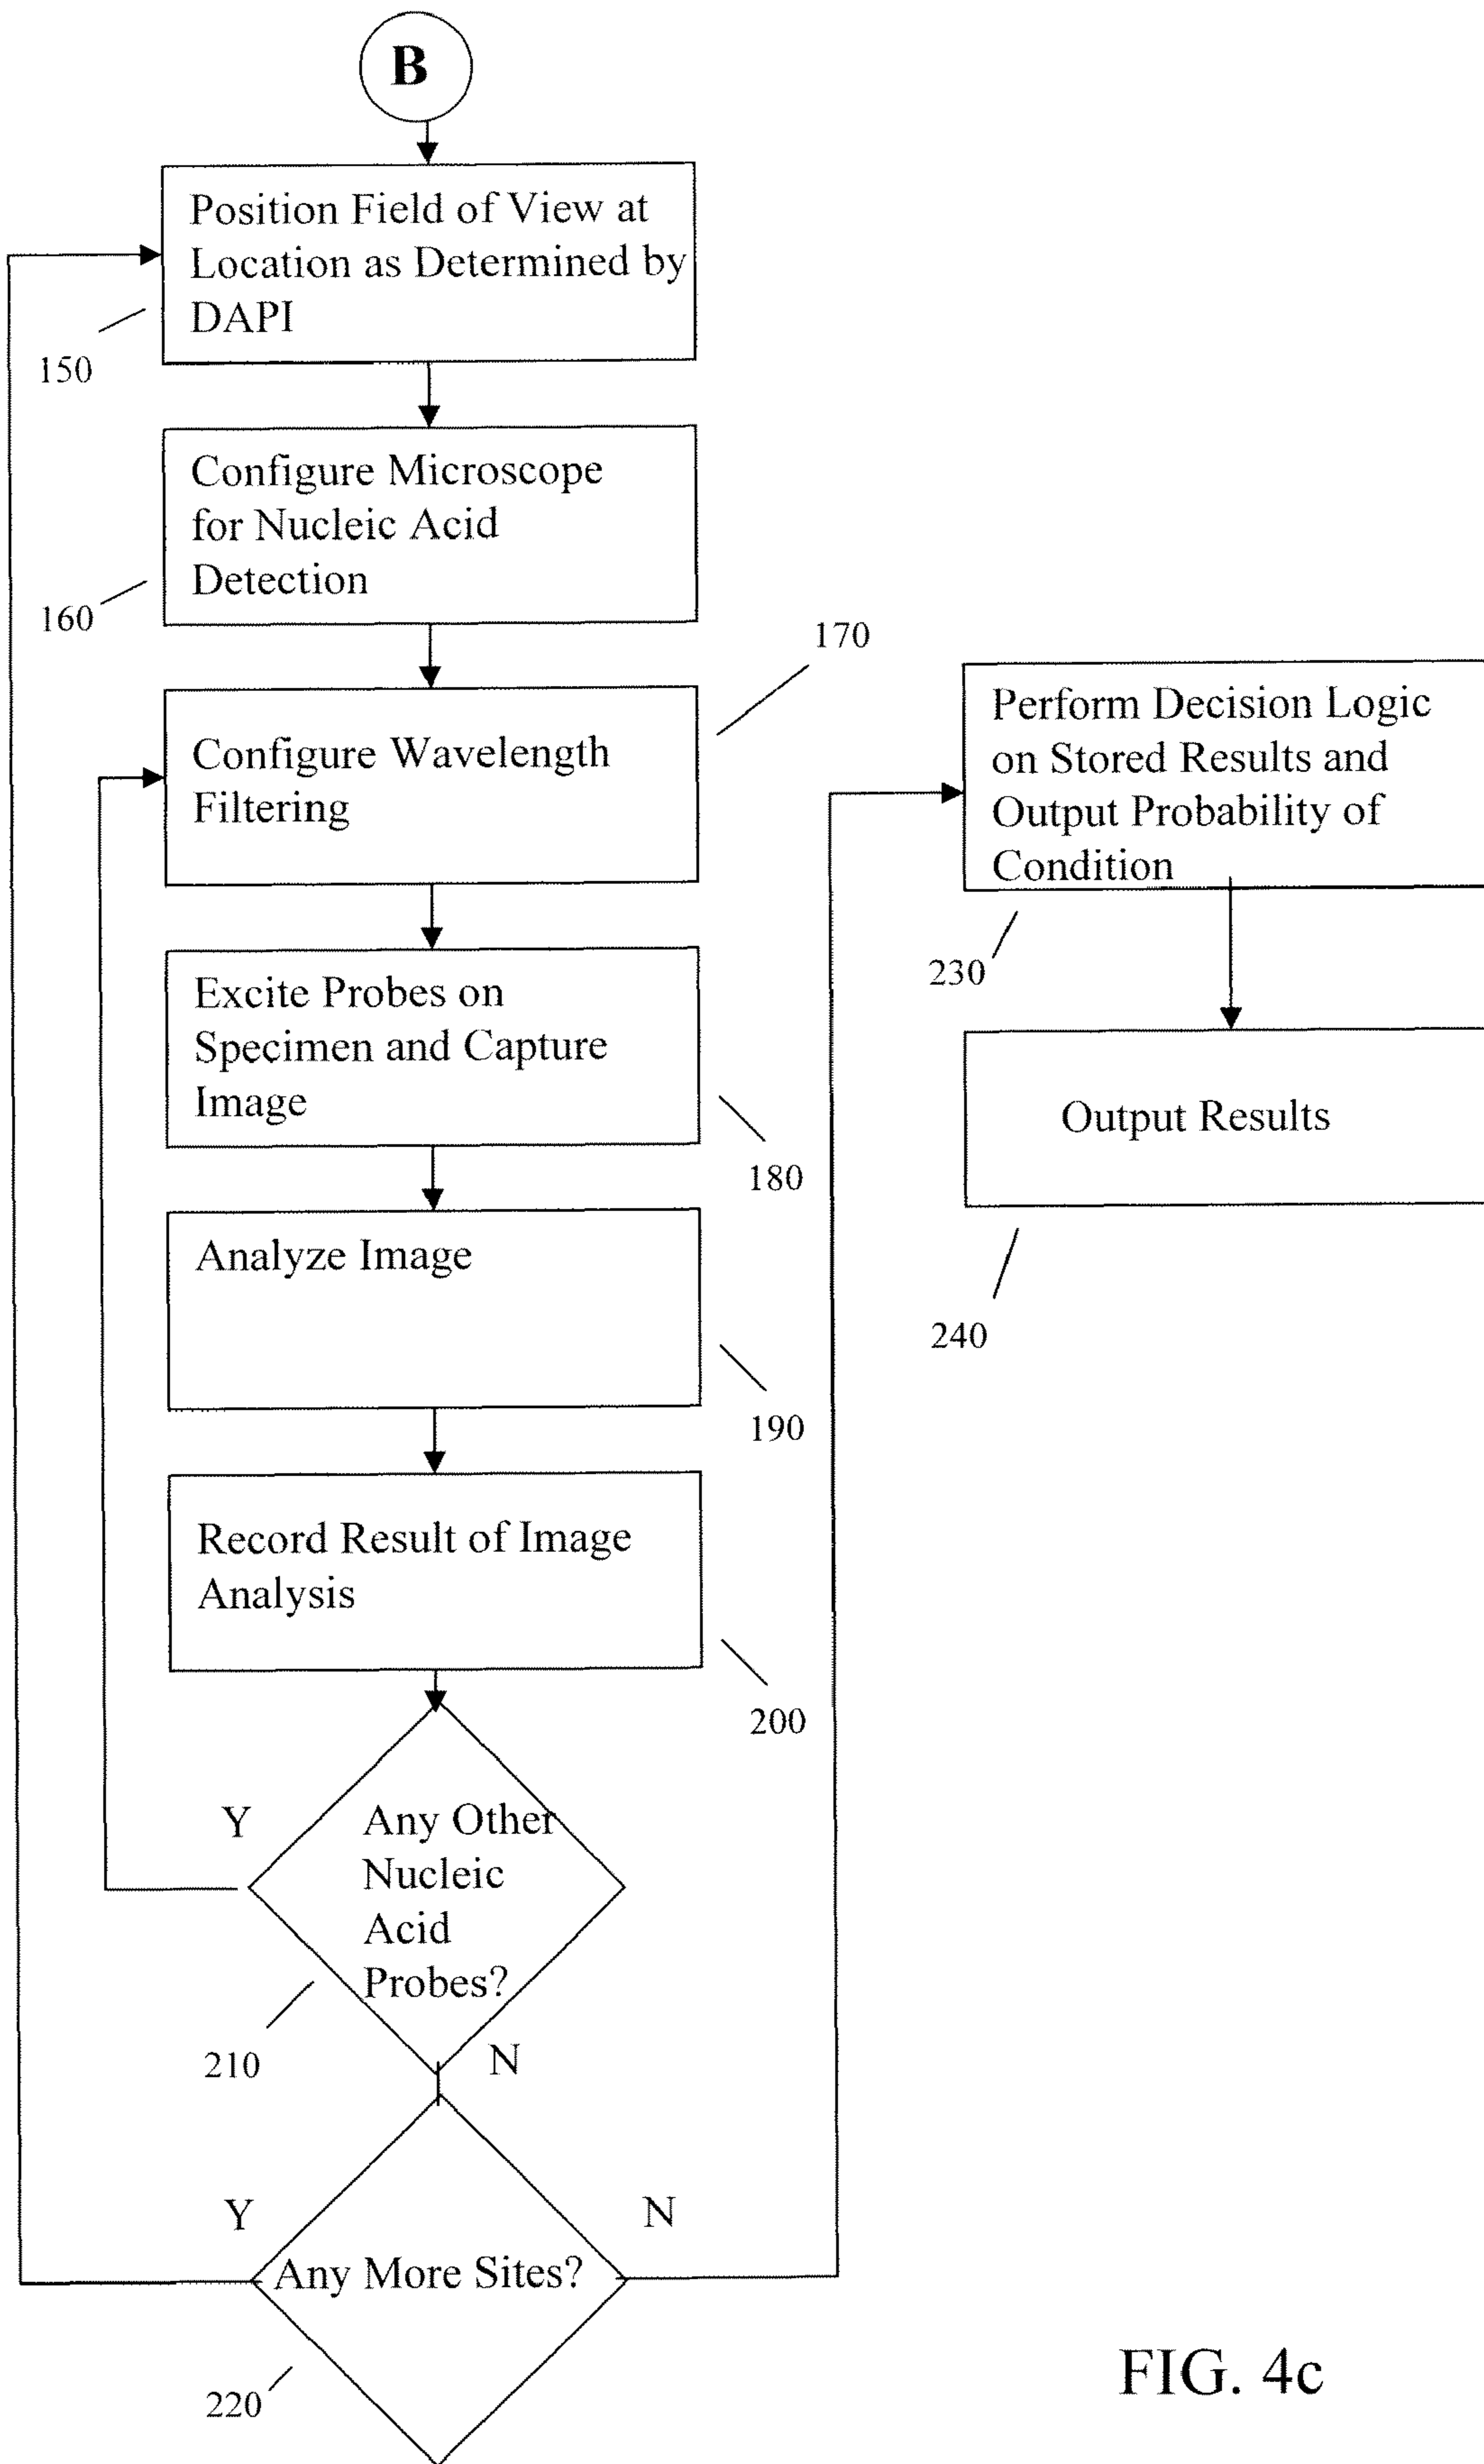 B
Position Field of View at
Location as Determined by
DAPI
150
Configure Microscope
for Nucleic Acid
Detection
160
170
Configure Wavelength
Filtering
Excite Probes on
Specimen and Capture
Image
180
Analyze Image
190
Record Result of Image
Analysis
200
Y
Any Other
Nucleic
Acid
Probes?
210
N
Y
N
Any More Sites?
220
Perform Decision Logic
on Stored Results and
Output Probability of
Condition
230
Output Results
240
FIG. 4c